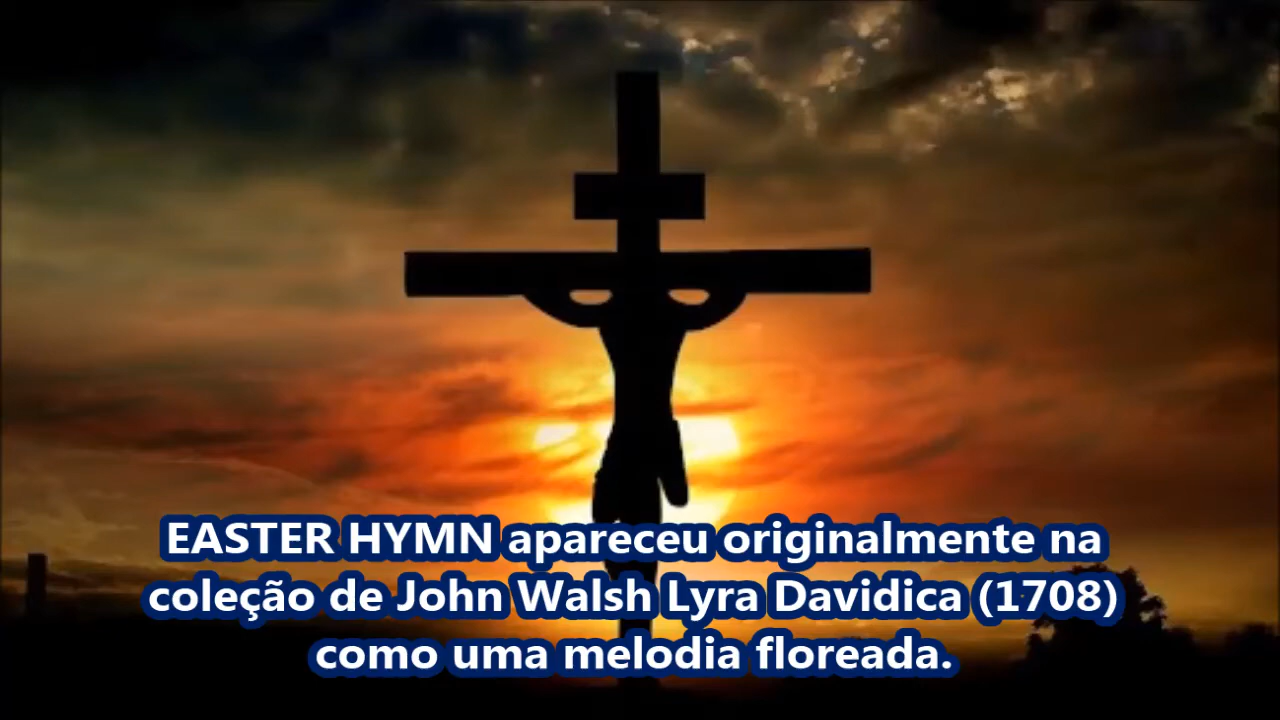 EASTER HYMN apareceu originalmente na
coleção de John Walsh Lyra Davidica (1708)
como uma melodia floreada.